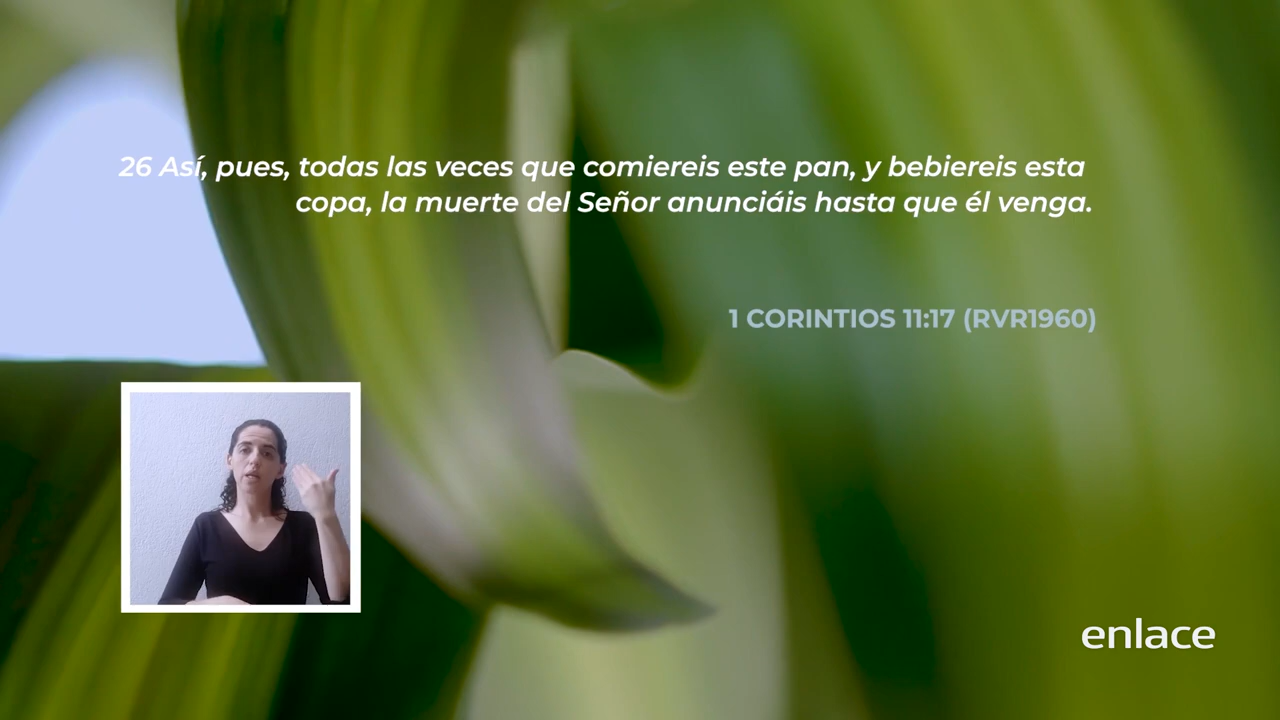 26 Así, pues, todas las veces que comiereis este pan, y bebiereis esta
copa, la muerte del Señor anunciáis hasta que él venga.
1 CORINTIOS 11:17 (RVR1960)
enlace